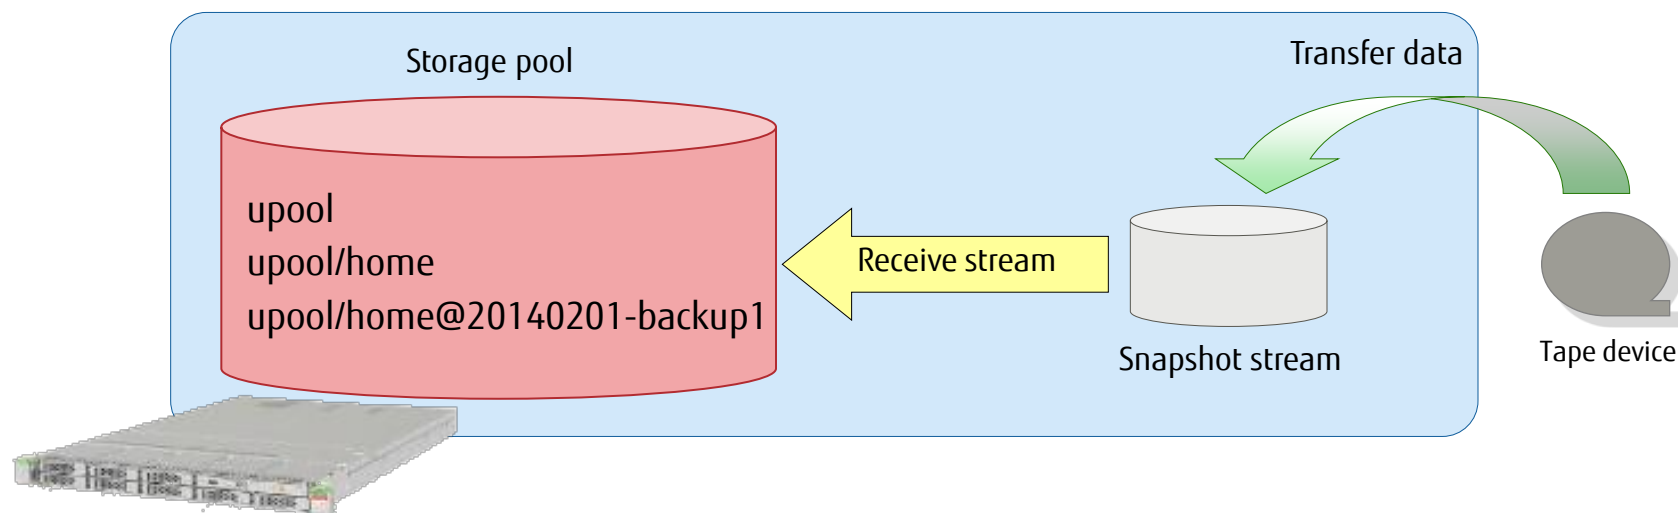 Storage pool
Transfer data
upool
upool/home
upool/home@20140201-backup1
Receive stream
Snapshot stream
Tape device